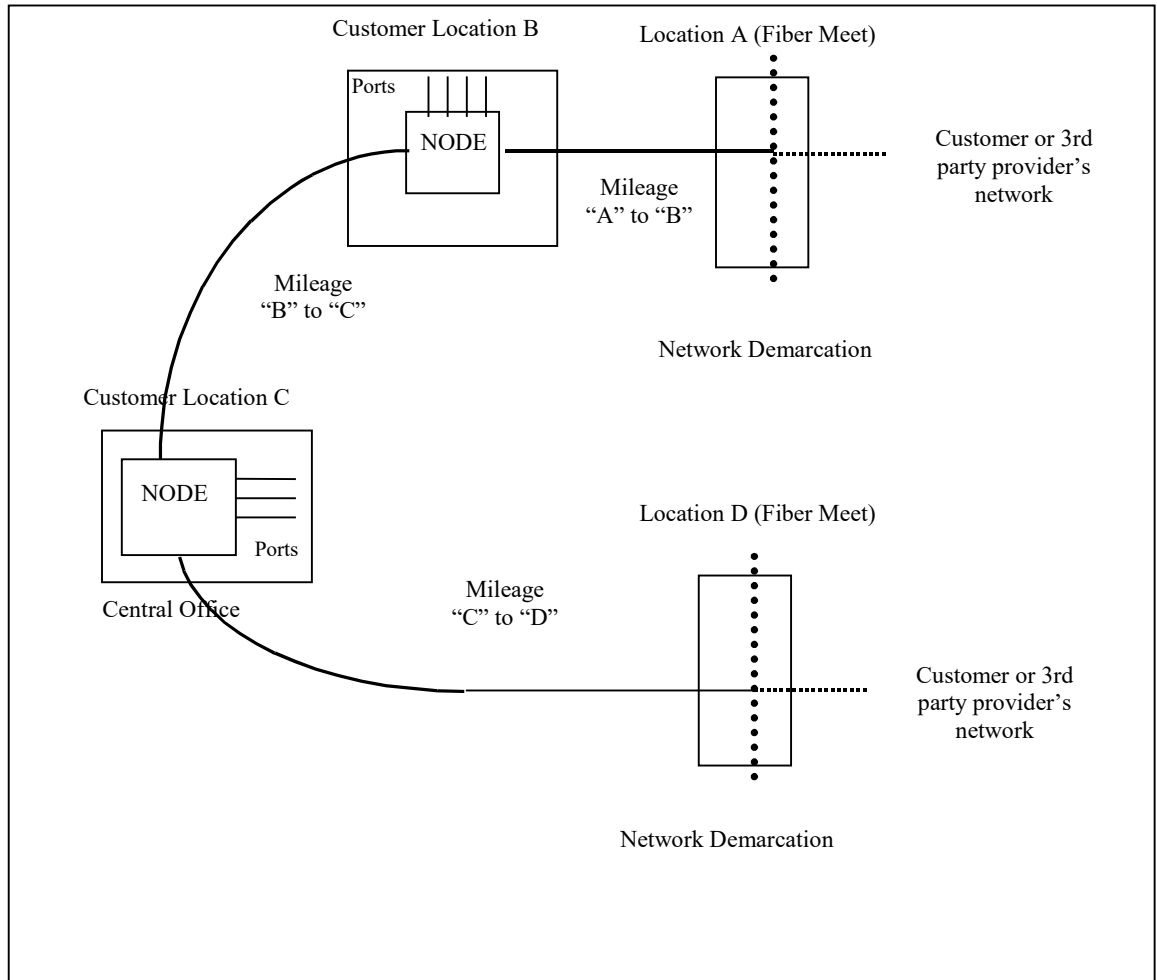 Customer Location B
Location A (Fiber Meet)
Ports
NODE
Customer or 3rd
party provider’s
network
Mileage
“A” to “B”
Mileage
“B” to “C”
Network Demarcation
Customer Location C
NODE
Ports
Central Office
Location D (Fiber Meet)
Mileage
“C” to “D”
Customer or 3rd
party provider’s
network
Network Demarcation